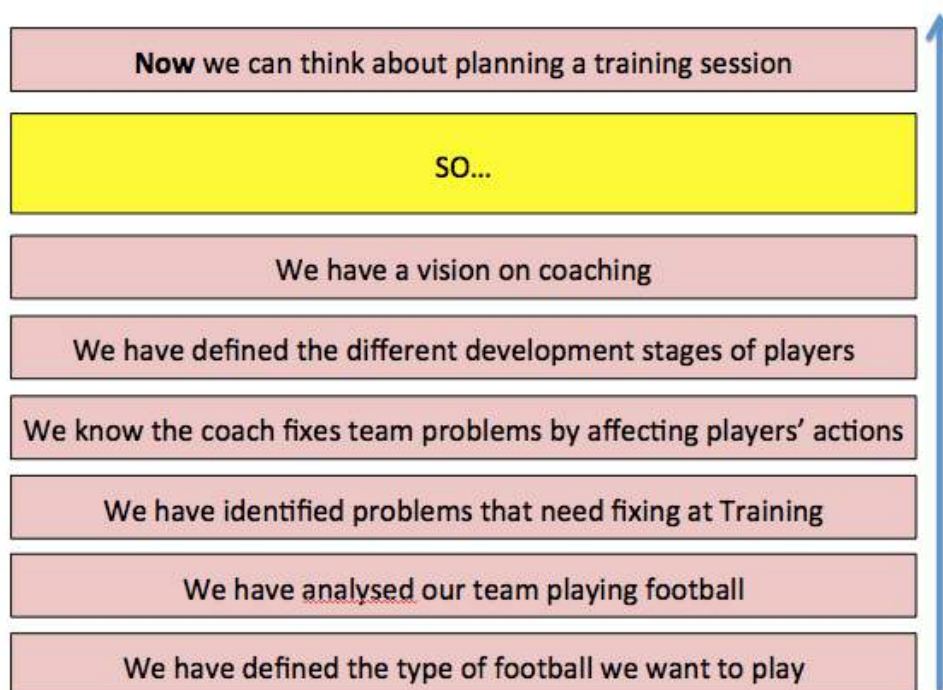 Now we can think about planning a training session
SO...
We have a vision on coaching
We have defined the different development stages of players
We know the coach fixes team problems by affecting players’ actions
We have identified problems that need fixing at Training
We have analysed our team playing football
We have defined the type of football we want to play